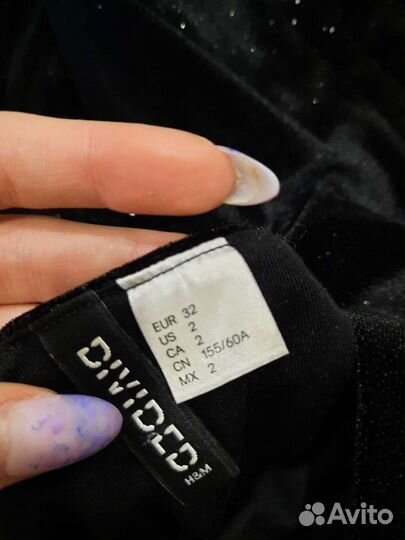 EUR 32
US 2
CA 2
CN 155/60A
MX 2
DIVIDED
H&M
Avito